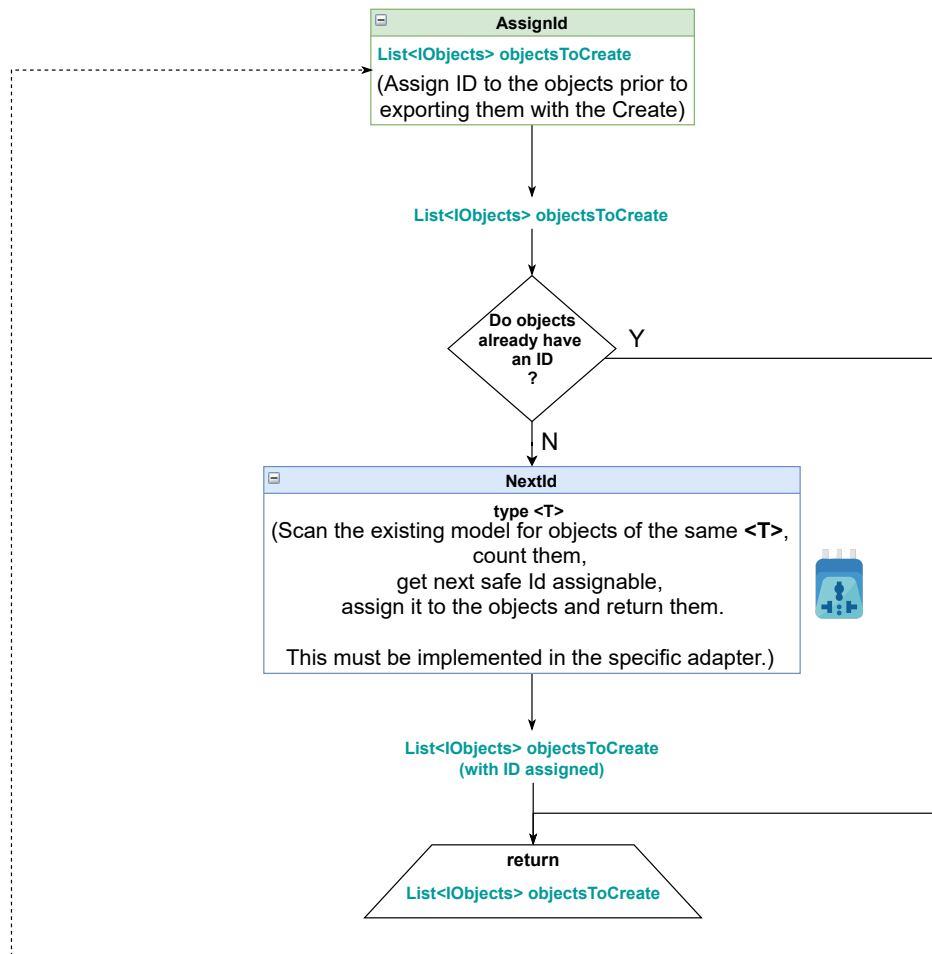 AssignId
List<IObjects> objectsToCreate
(Assign ID to the objects prior to
exporting them with the Create)
List<IObjects> objectsToCreate
Do objects
already have
an ID
?
Y
N
NextId
type <T>
(Scan the existing model for objects of the same <T>,
count them,
get next safe Id assignable,
assign it to the objects and return them.
This must be implemented in the specific adapter.)
List<IObjects> objectsToCreate
(with ID assigned)
return
List<IObjects> objectsToCreate